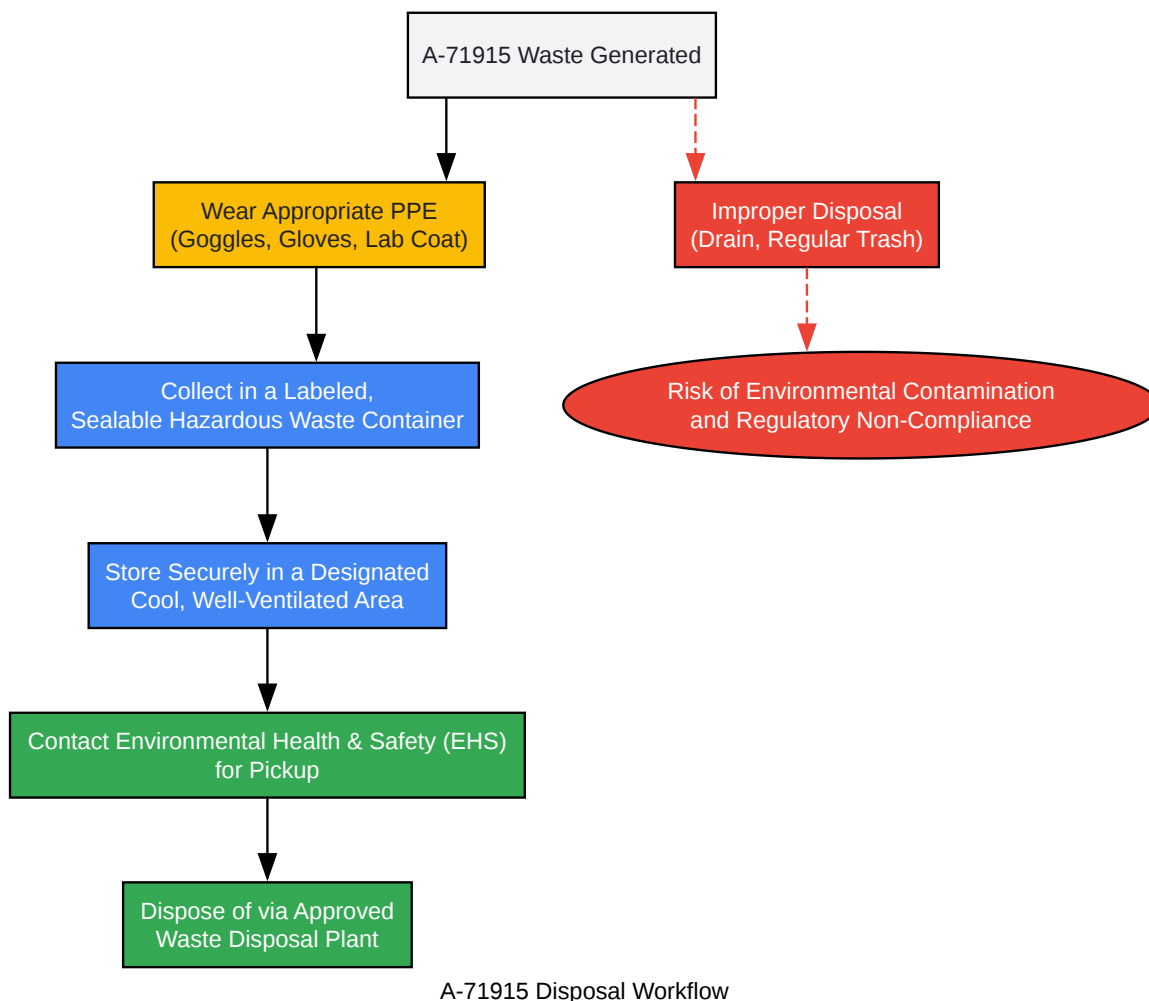 A-71915 Waste Generated
Wear Appropriate PPE
(Goggles, Gloves, Lab Coat)
Improper Disposal
(Drain, Regular Trash)
Collect in a Labeled,
Sealable Hazardous Waste Container
Risk of Environmental Contamination
and Regulatory Non-Compliance
Store Securely in a Designated
Cool, Well-Ventilated Area
Contact Environmental Health & Safety (EHS)
for Pickup
Dispose of via Approved
Waste Disposal Plant
A-71915 Disposal Workflow